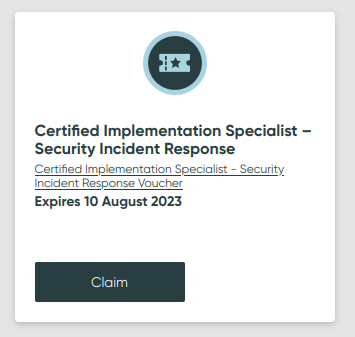 Certified Implementation Specialist –
Security Incident Response
Certified Implementation Specialist - Security
Incident Response Voucher
Expires 10 August 2023
Claim